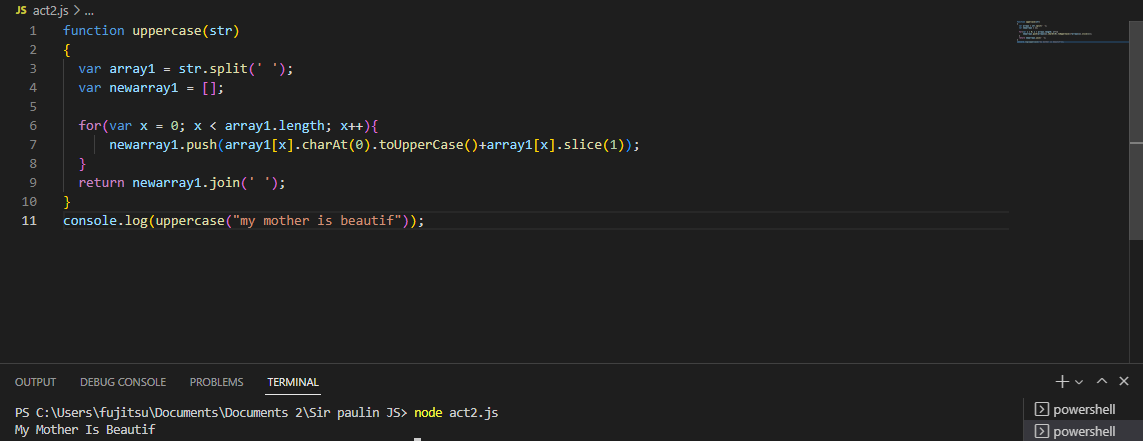 JS act2.js > ...
1 function uppercase(str)
2 {
3 var array1 = str.split(' ');
4 var newarray1 = [];
5
6 for(var x = 0; x < array1.length; x++){
7 newarray1.push(array1[x].charAt(0).toUpperCase()+array1[x].slice(1));
8 }
9 return newarray1.join(' ');
10 }
11 console.log(uppercase("my mother is beautif"));
OUTPUT DEBUG CONSOLE PROBLEMS TERMINAL
PS C:\Users\fujitsu\Documents\Documents 2\Sir paulin JS> node act2.js
My Mother Is Beautif
powershell
powershell